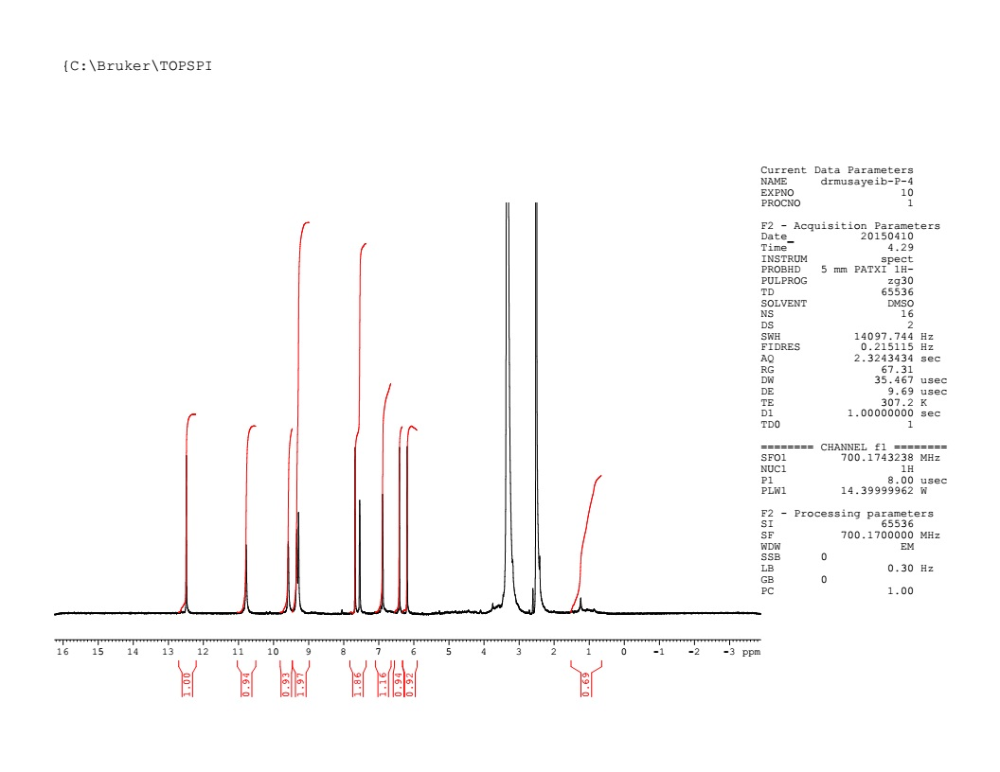 {C:\Bruker\TOPSPI
Current Data Parameters
NAME drmusayeib-P-4
EXPNO 10
PROCNO 1
F2 - Acquisition Parameters
Date_ 20150410
Time 4.29
INSTRUM spect
PROBHD 5 mm PATXI 1H-
PULPROG zg30
TD 65536
SOLVENT DMSO
NS 16
DS 2
SWH 14097.744 Hz
FIDRES 0.215115 Hz
AQ 2.3243434 sec
RG 67.31
DW 35.467 usec
DE 9.69 usec
TE 307.2 K
D1 1.00000000 sec
TD0 1
======== CHANNEL f1 ========
SFO1 700.1743238 MHz
NUC1 1H
P1 8.00 usec
PLW1 14.39999962 W
F2 - Processing parameters
SI 65536
SF 700.1700000 MHz
WDW EM
SSB 0
LB 0.30 Hz
GB 0
PC 1.00
16 15 14 13 12 11 10 9 8 7 6 5 4 3 2 1 0 -1 -2 -3 ppm
1.00 0.94 0.93 1.97 1.86 1.16 0.94 0.92 0.69